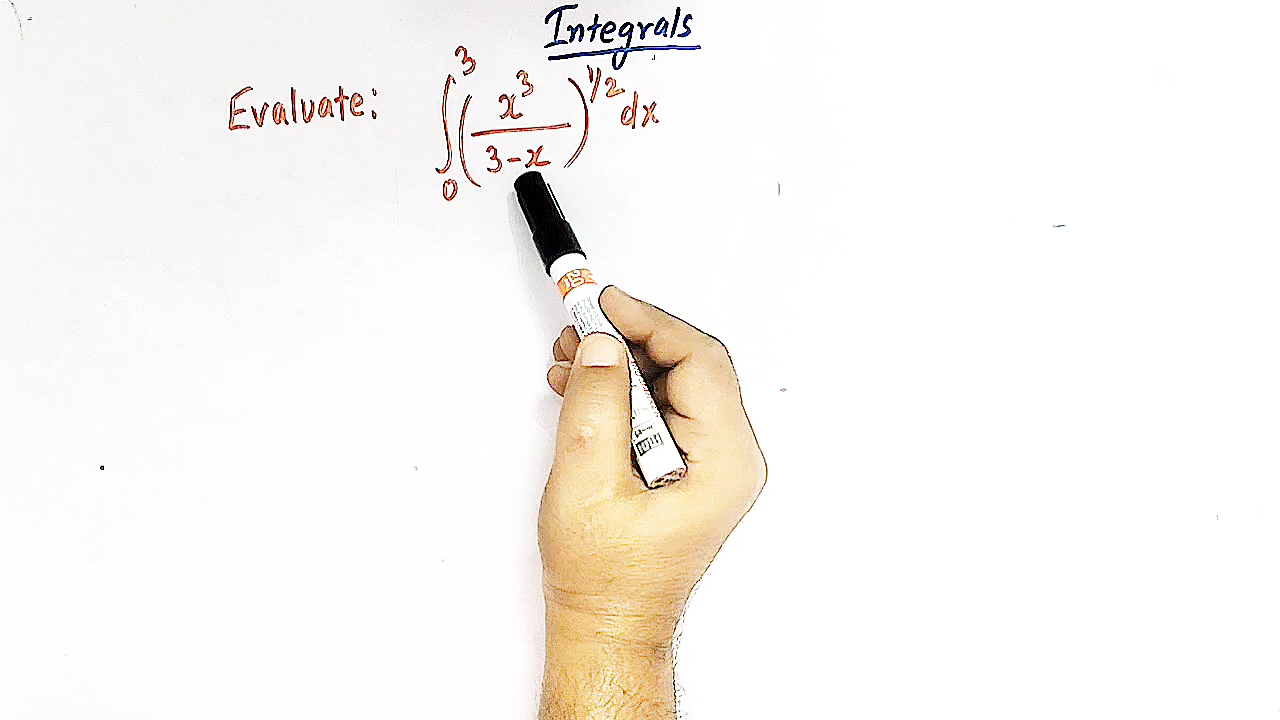 Integrals
Evaluate: ∫₀³ (x³/(3-x))^1/2 dx